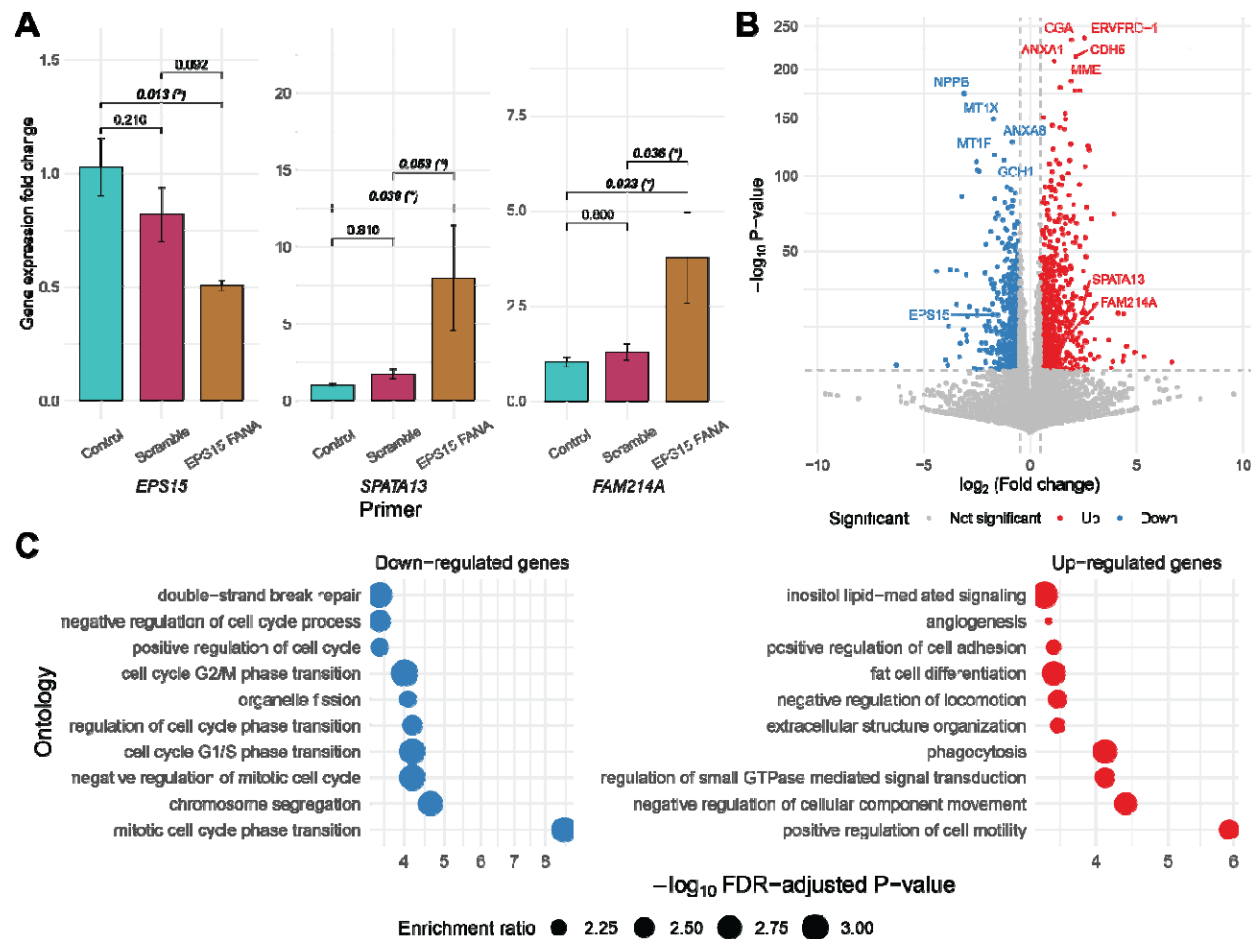 A
1.5
1.0
0.5
0.0
Gene expression fold change
0.092
0.013 (*)
0.210
Control
Scramble
EPS15 FANA
EPS15
20
15
10
5
0
0.053 (*)
0.039 (*)
0.810
Control
Scramble
EPS15 FANA
SPATA13
Primer
7.5
5.0
2.5
0.0
0.036 (*)
0.023 (*)
0.800
Control
Scramble
EPS15 FANA
FAM214A
B
250
200
150
100
50
−log10 P-value
CGA
ERVFRD-1
ANXA1
CDH6
MME
NPPB
MT1X
ANXA8
MT1F
GCH1
SPATA13
FAM214A
EPS15
−10
−5
0
5
10
log2 (Fold change)
Significant • Not significant • Up • Down
C
Down−regulated genes
Ontology
double−strand break repair
negative regulation of cell cycle process
positive regulation of cell cycle
cell cycle G2/M phase transition
organelle fission
regulation of cell cycle phase transition
cell cycle G1/S phase transition
negative regulation of mitotic cell cycle
chromosome segregation
mitotic cell cycle phase transition
4 5 6 7 8
Up−regulated genes
inositol lipid−mediated signaling
angiogenesis
positive regulation of cell adhesion
fat cell differentiation
negative regulation of locomotion
extracellular structure organization
phagocytosis
regulation of small GTPase mediated signal transduction
negative regulation of cellular component movement
positive regulation of cell motility
4 5 6
−log10 FDR−adjusted P−value
Enrichment ratio 2.25 2.50 2.75 3.00